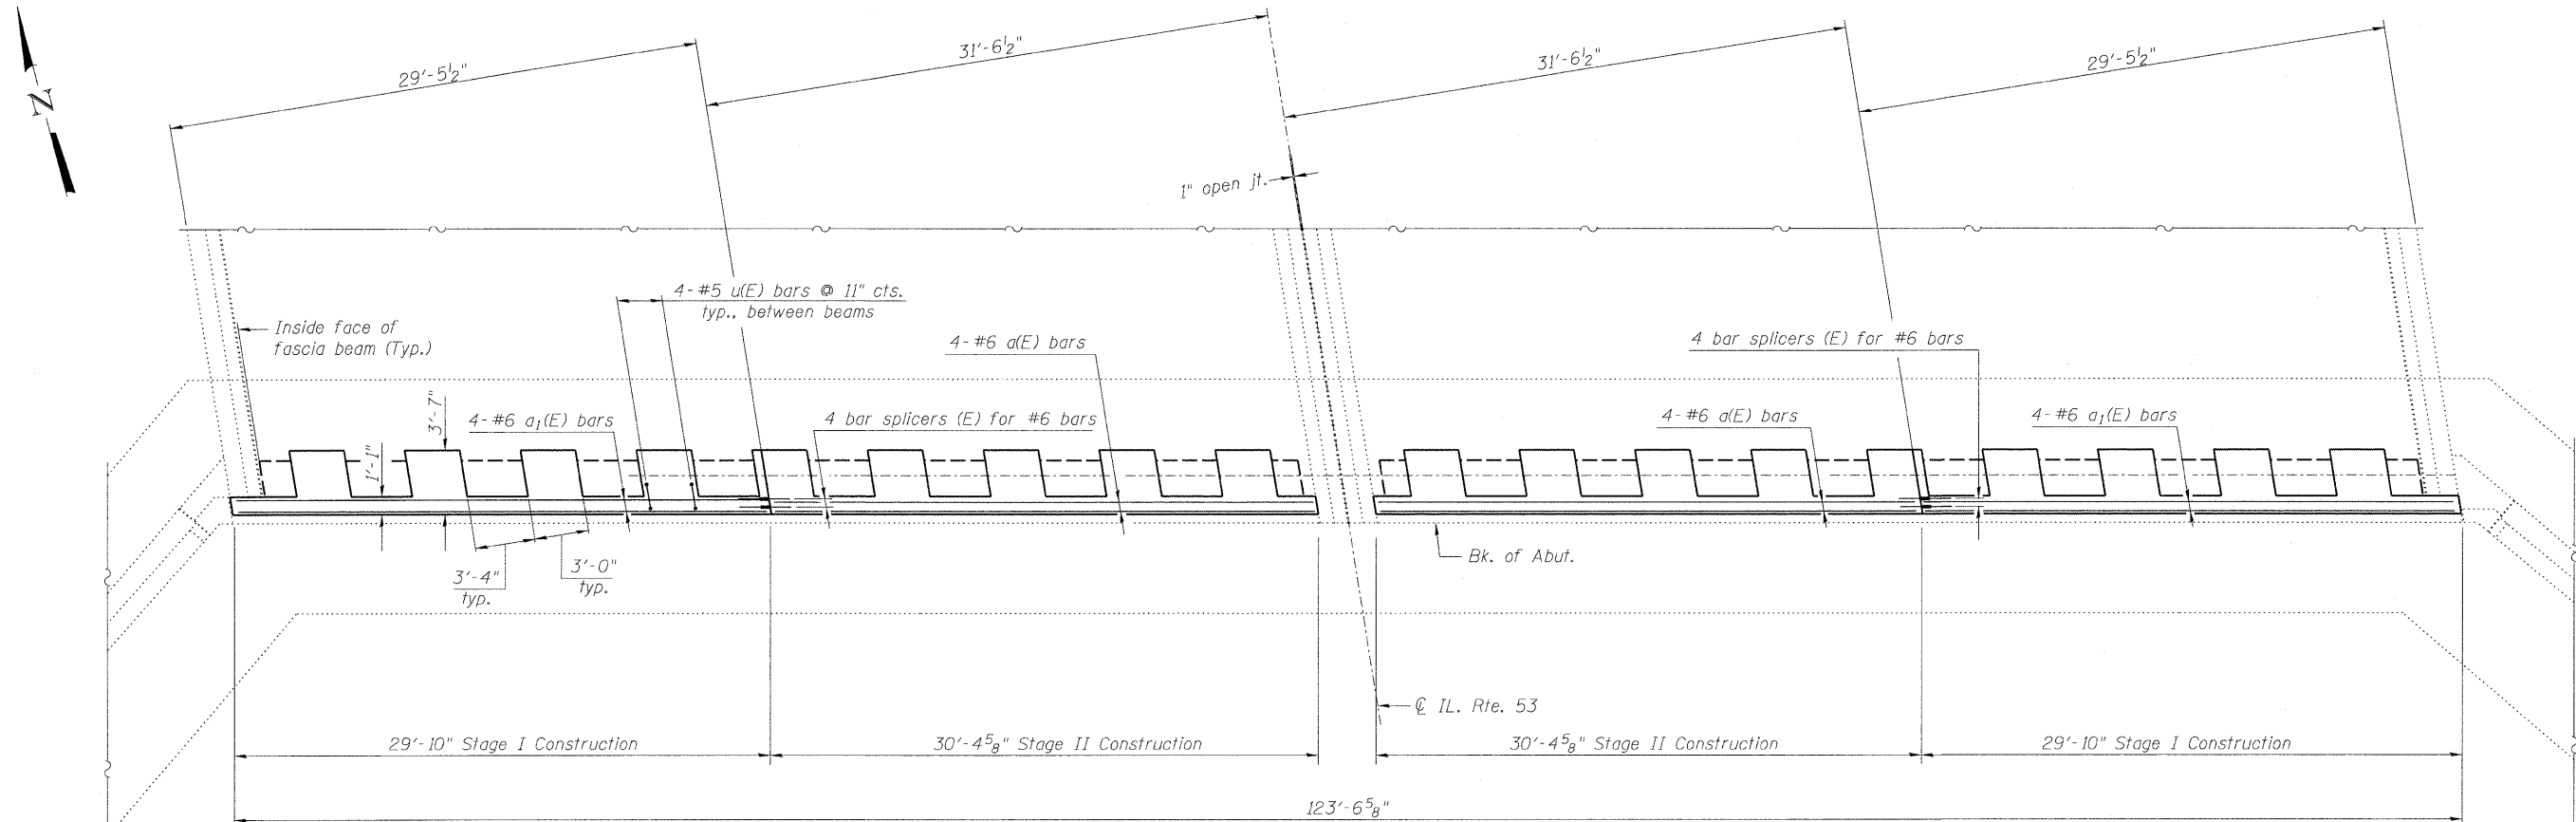 N
29'-5½"
31'-6½"
31'-6½"
29'-5½"
1" open jt.
4-#5 u(E) bars @ 11" cts.
typ., between beams
Inside face of
fascia beam (Typ.)
4-#6 a(E) bars
4 bar splicers (E) for #6 bars
3'-7"
1'-1"
4-#6 a₁(E) bars
4 bar splicers (E) for #6 bars
4-#6 a(E) bars
4-#6 a₁(E) bars
Bk. of Abut.
3'-4"
typ.
3'-0"
typ.
℄ IL. Rte. 53
29'-10" Stage I Construction
30'-4⅝" Stage II Construction
30'-4⅝" Stage II Construction
29'-10" Stage I Construction
123'-6⅝"